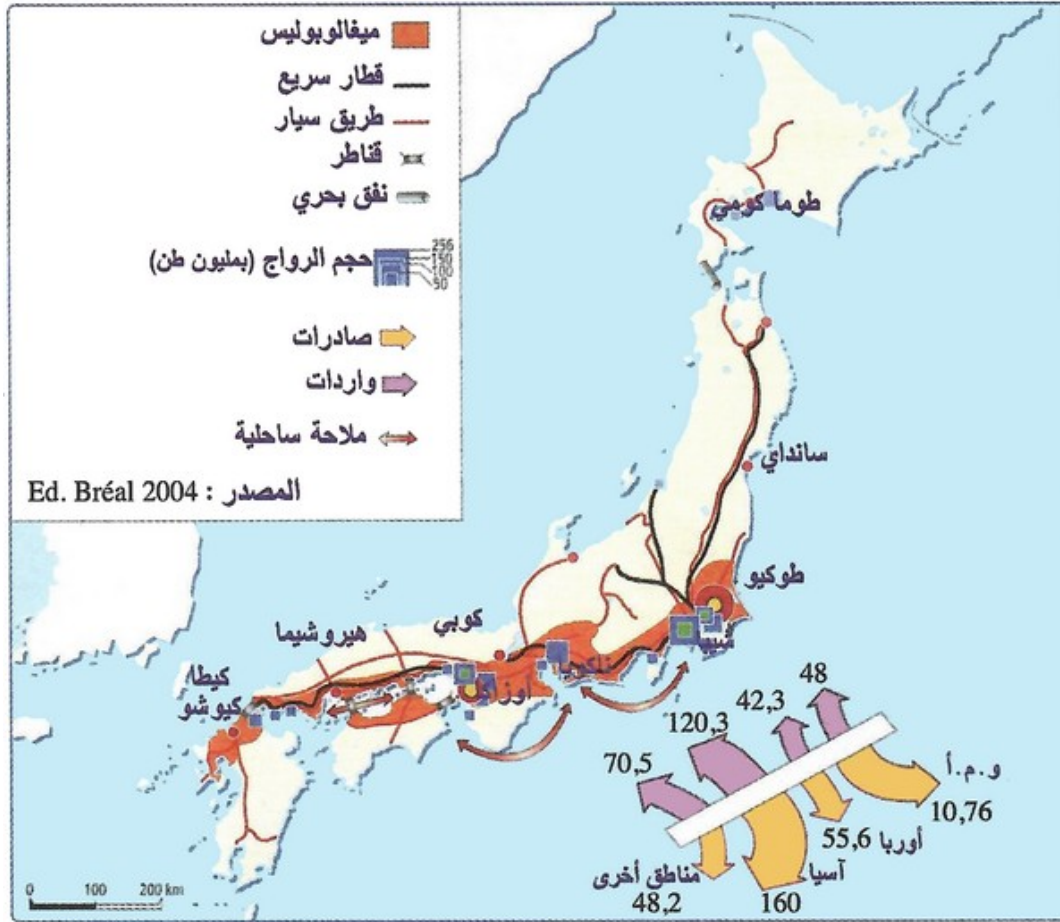 ميغالوبوليس
قطار سريع
طريق سيار
قناطر
نفق بحري
حجم الرواج (بمليون طن)
256
150
100
50
صادرات
واردات
ملاحة ساحلية
المصدر : Ed. Bréal 2004
طوما كومي
سانداي
طوكيو
كوبي
هيروشيما
ناكويا
كيطا
كيوشو
48
42,3
120,3
70,5
و.م.أ
10,76
أوربا
55,6
آسيا
160
مناطق أخرى
48,2
0 100 200 km